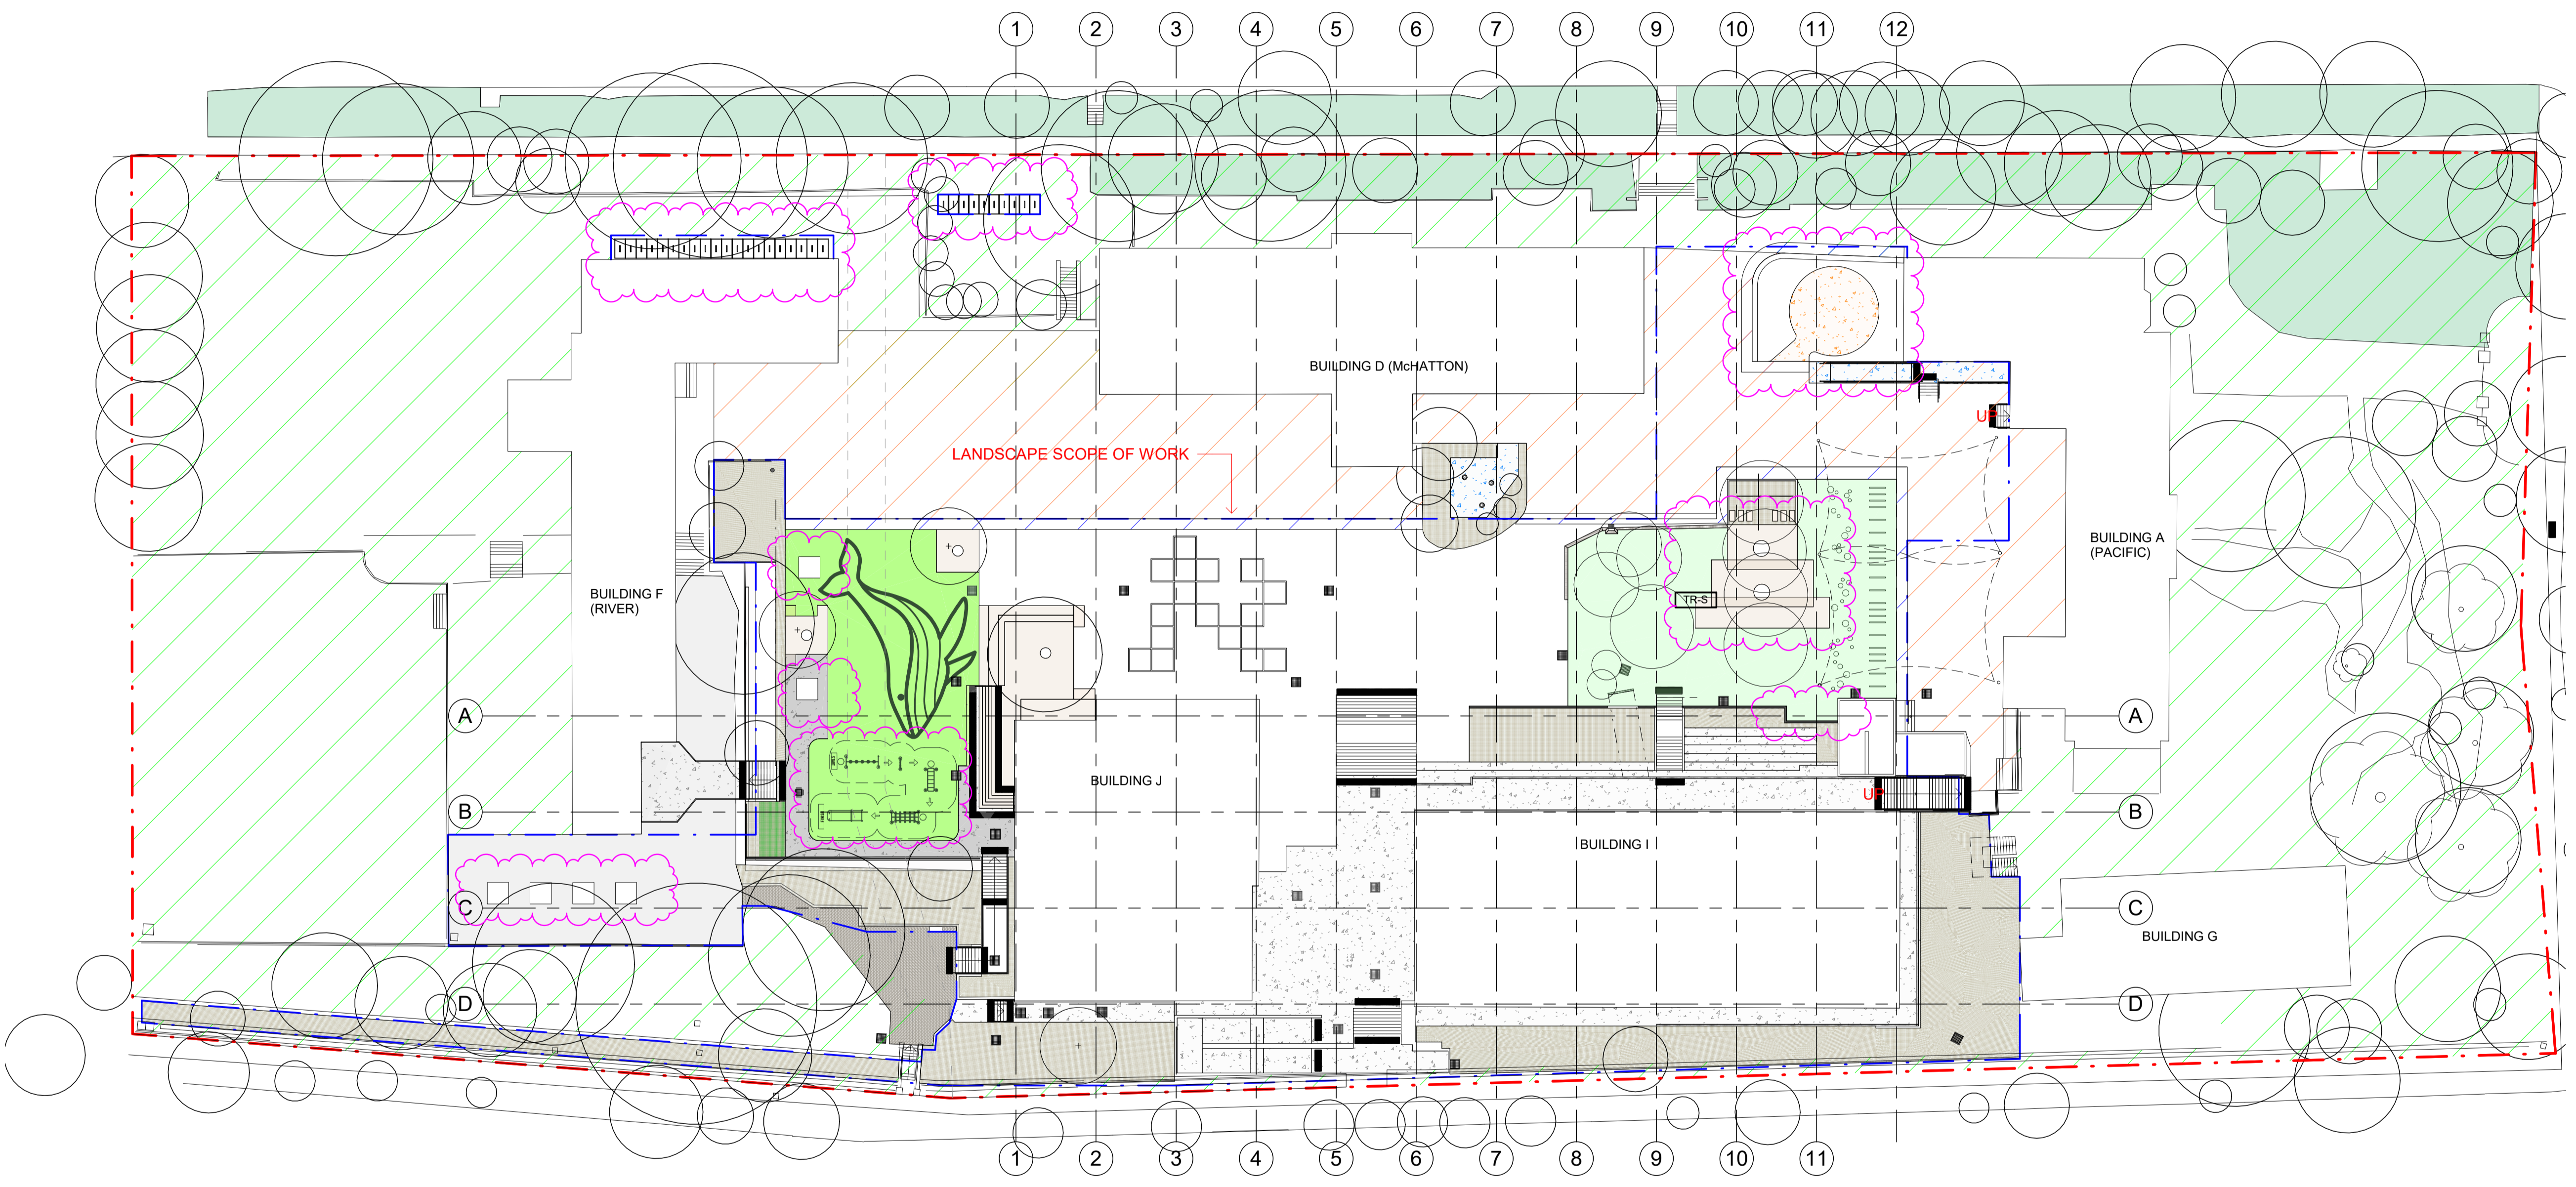 1 2 3 4 5 6 7 8 9 10 11 12
BUILDING D (McHATTON)
UP
LANDSCAPE SCOPE OF WORK
BUILDING A
(PACIFIC)
BUILDING F
(RIVER)
TR-S
A A
BUILDING J
UP
B B
BUILDING I
C C
BUILDING G
D D
1 2 3 4 5 6 7 8 9 10 11